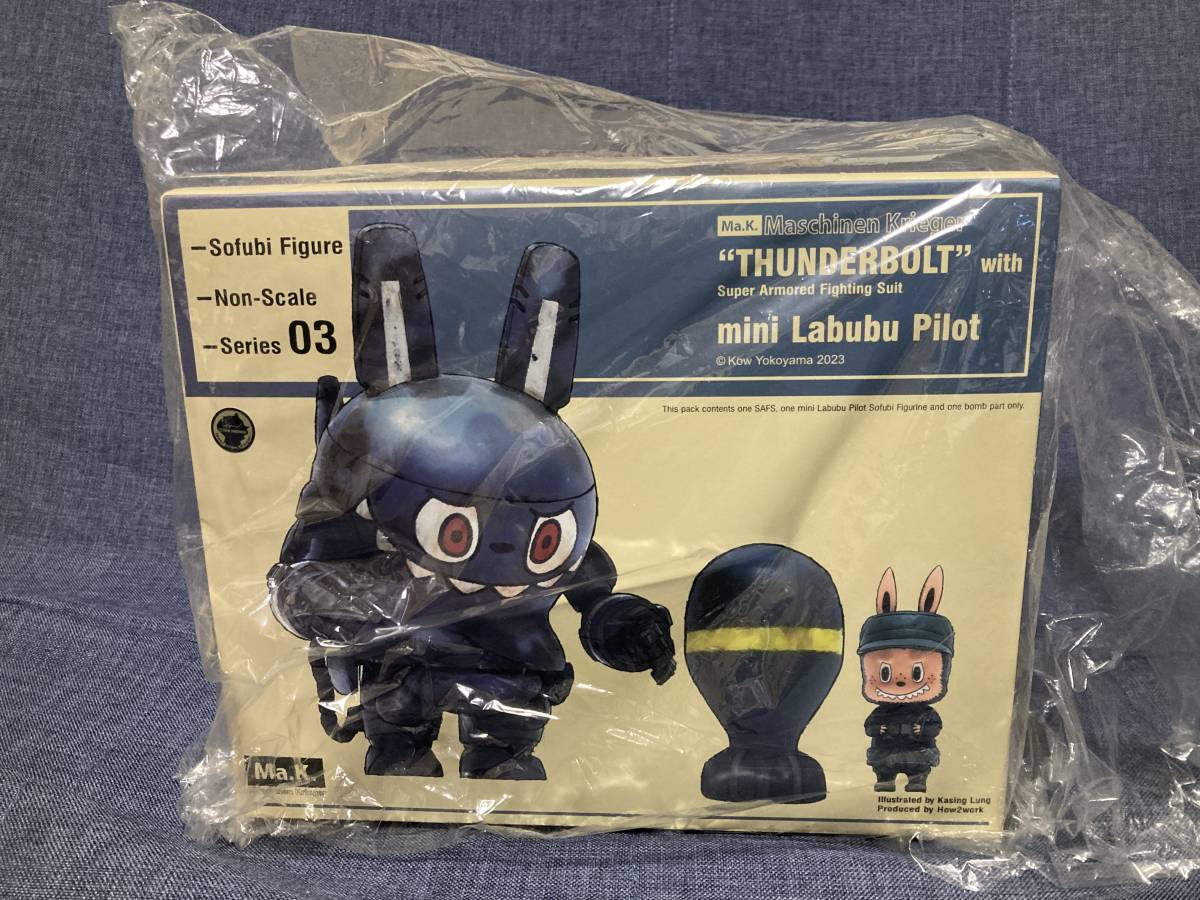 –Sofubi Figure
–Non-Scale
–Series 03
Ma.K. Maschinen Krieger
“THUNDERBOLT” with
Super Armored Fighting Suit
mini Labubu Pilot
© Kow Yokoyama 2023
This pack contents one SAFS, one mini Labubu Pilot Sofubi Figurine and one bomb part only.
Ma.K.
Illustrated by Kasing Lung
Produced by How2work